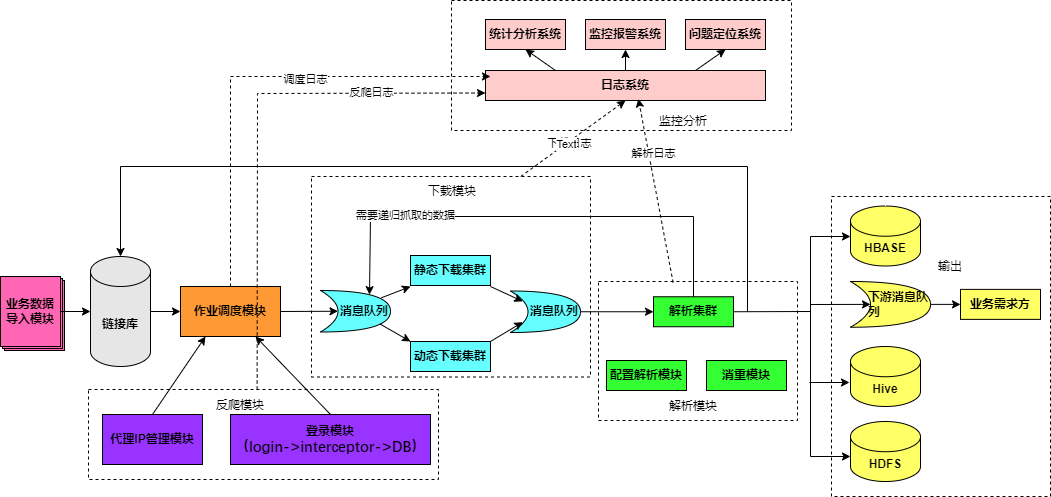 统计分析系统
监控报警系统
问题定位系统
日志系统
调度日志
反爬日志
监控分析
下Text志
解析日志
下载模块
需要递归抓取的数据
HBASE
输出
静态下载集群
业务数据
导入模块
链接库
作业调度模块
消息队列
消息队列
解析集群
下游消息队
列
业务需求方
动态下载集群
配置解析模块
消重模块
Hive
反爬模块
解析模块
代理IP管理模块
登录模块
（login->interceptor->DB）
HDFS